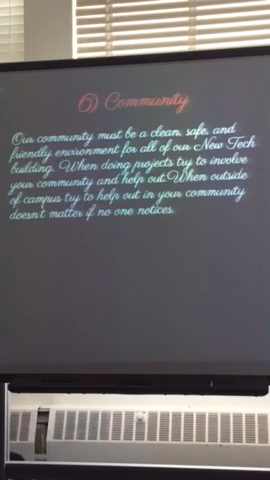 6) Community
Our community must be a clean, safe, and
friendly environment for all of our New Tech
building. When doing projects try to involve
your community and help out. When outside
of campus try to help out in your community
doesn't matter if no one notices.